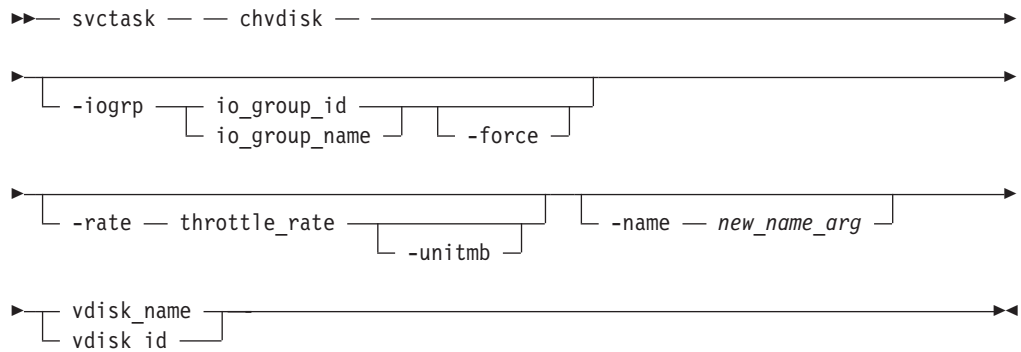 svctask chvdisk
-iogrp io_group_id
io_group_name -force
-rate throttle_rate -name new_name_arg
-unitmb
vdisk_name
vdisk_id